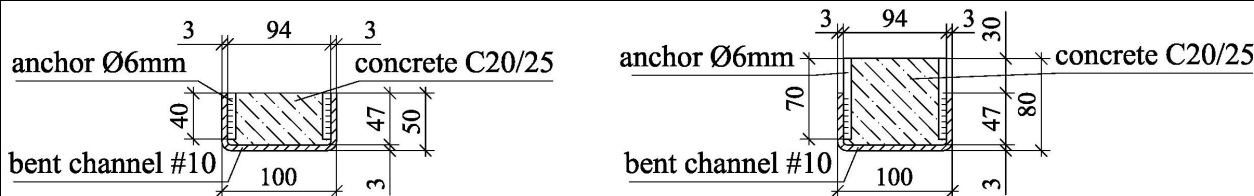 3 94 3
anchor Ø6mm concrete C20/25
40 47 50
bent channel #10
100 3
3 94 3 30
anchor Ø6mm concrete C20/25
70 47 80
bent channel #10
100 3